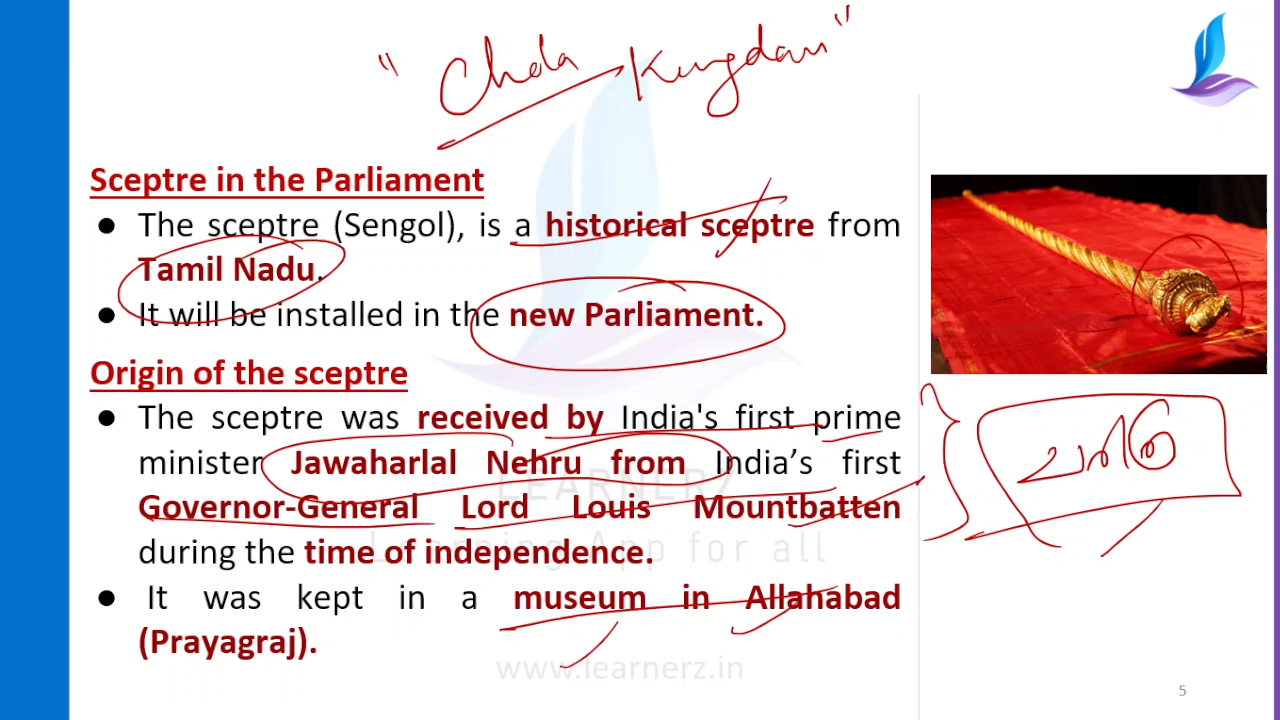 "Chola Kingdom"
Sceptre in the Parliament
● The sceptre (Sengol), is a historical sceptre from
Tamil Nadu.
● It will be installed in the new Parliament.
Origin of the sceptre
● The sceptre was received by India's first prime
minister Jawaharlal Nehru from India’s first
Governor-General Lord Louis Mountbatten
during the time of independence.
● It was kept in a museum in Allahabad
(Prayagraj).
LEARNERZ
Learning App for all
www.learnerz.in
5